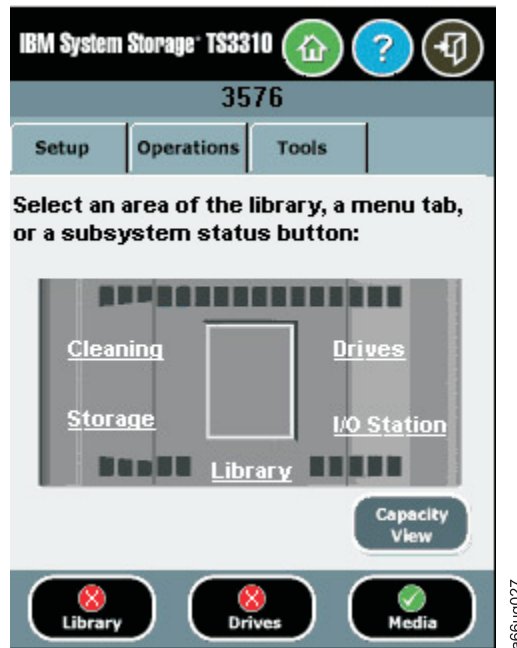 IBM System Storage® TS3310
?
3576
Setup Operations Tools
Select an area of the library, a menu tab,
or a subsystem status button:
Cleaning Drives
Storage I/O Station
Library
Capacity
View
Library Drives Media
a66ug027